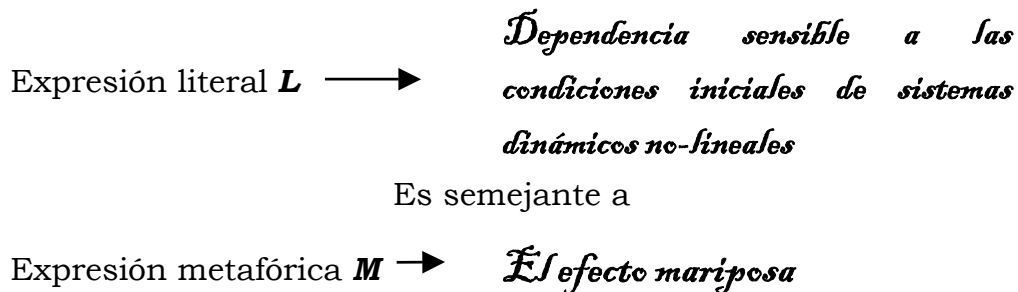 Dependencia sensible a las
Expresión literal L
condiciones iniciales de sistemas
dinámicos no-lineales
Es semejante a
Expresión metafórica M
El efecto mariposa